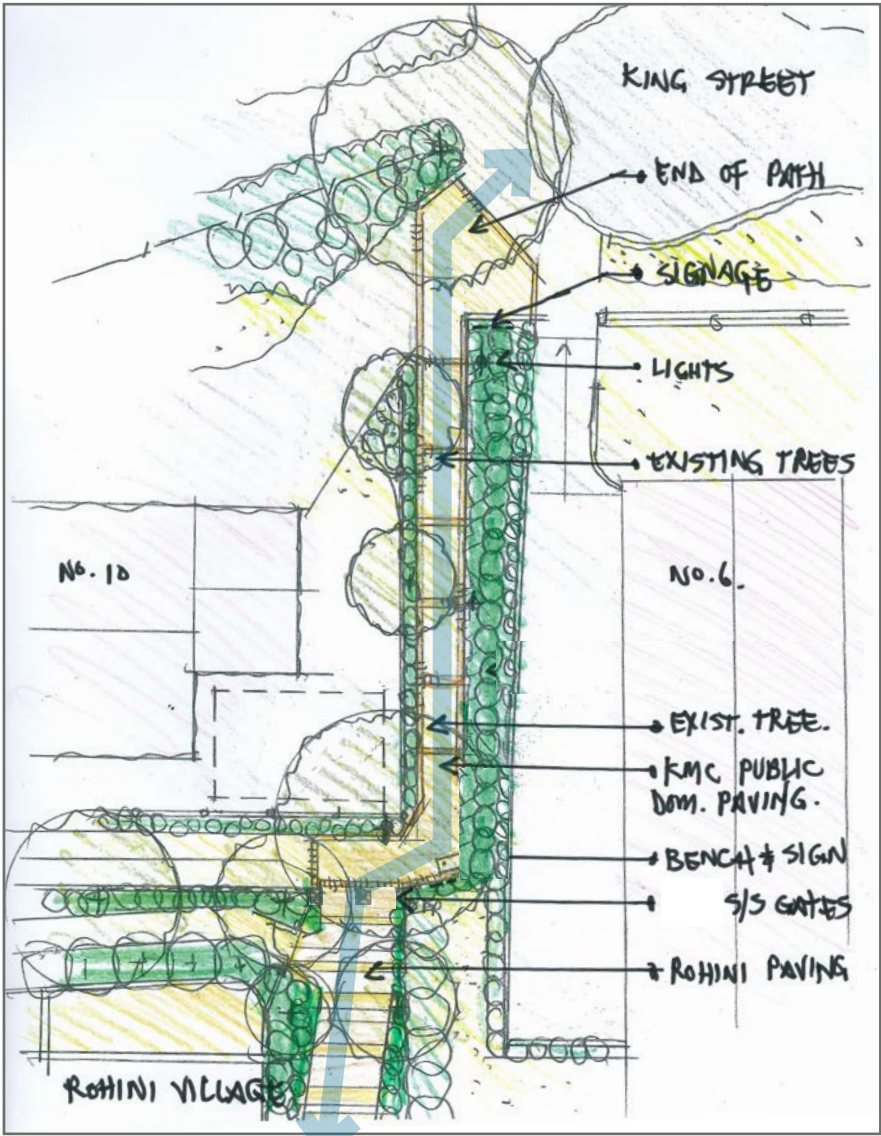 KING STREET
END OF PATH
SIGNAGE
LIGHTS
EXISTING TREES
NO. 10
NO. 6.
EXIST. TREE.
KMC PUBLIC
DOM. PAVING.
BENCH & SIGN
S/S GATES
ROHINI PAVING
ROHINI VILLAGE